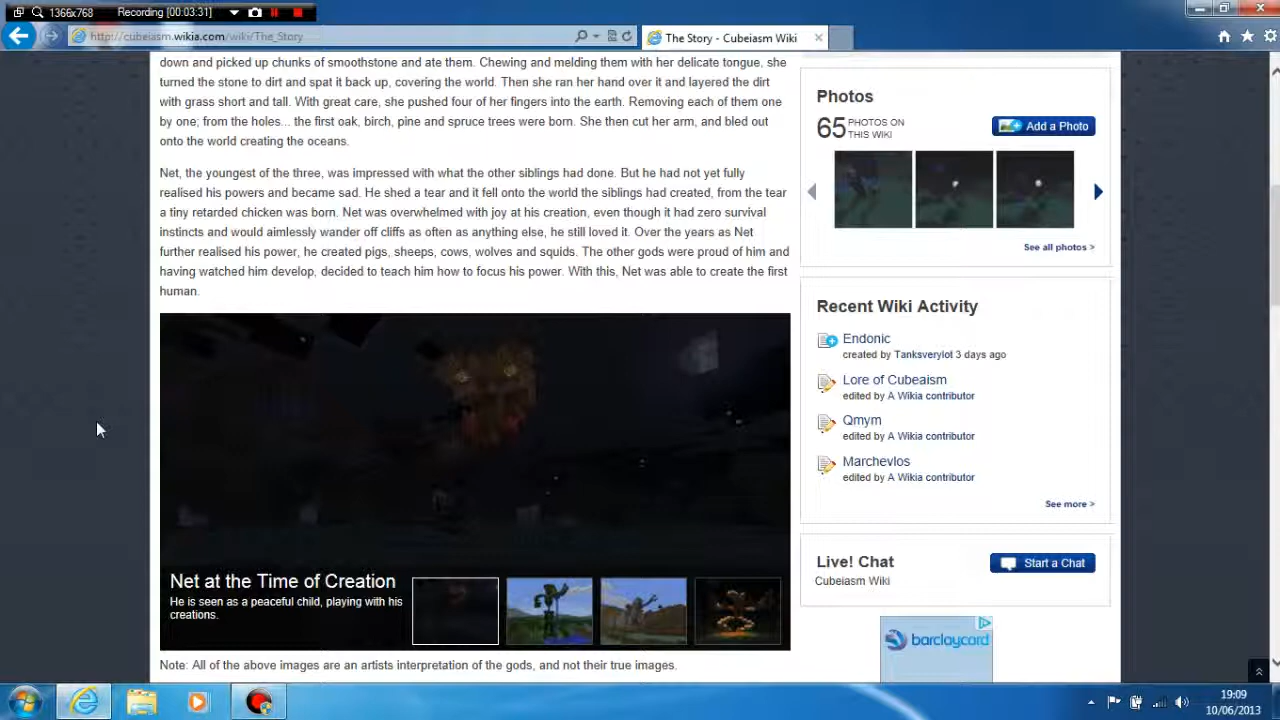 1366x768
Recording [00:03:31]
http://cubeiasm.wikia.com/wiki/The_Story
The Story - Cubeiasm Wiki
down and picked up chunks of smoothstone and ate them. Chewing and melding them with her delicate tongue, she
turned the stone to dirt and spat it back up, covering the world. Then she ran her hand over it and layered the dirt
with grass short and tall. With great care, she pushed four of her fingers into the earth. Removing each of them one
by one; from the holes... the first oak, birch, pine and spruce trees were born. She then cut her arm, and bled out
onto the world creating the oceans.
Net, the youngest of the three, was impressed with what the other siblings had done. But he had not yet fully
realised his powers and became sad. He shed a tear and it fell onto the world the siblings had created, from the tear
a tiny retarded chicken was born. Net was overwhelmed with joy at his creation, even though it had zero survival
instincts and would aimlessly wander off cliffs as often as anything else, he still loved it. Over the years as Net
further realised his power, he created pigs, sheeps, cows, wolves and squids. The other gods were proud of him and
having watched him develop, decided to teach him how to focus his power. With this, Net was able to create the first
human.
Net at the Time of Creation
He is seen as a peaceful child, playing with his
creations.
Note: All of the above images are an artists interpretation of the gods, and not their true images.
Photos
65 PHOTOS ON
THIS WIKI
Add a Photo
See all photos >
Recent Wiki Activity
Endonic
created by Tanksverylot 3 days ago
Lore of Cubeaism
edited by A Wikia contributor
Qmym
edited by A Wikia contributor
Marchevlos
edited by A Wikia contributor
See more >
Live! Chat
Start a Chat
Cubeiasm Wiki
barclaycard
19:09
10/06/2013